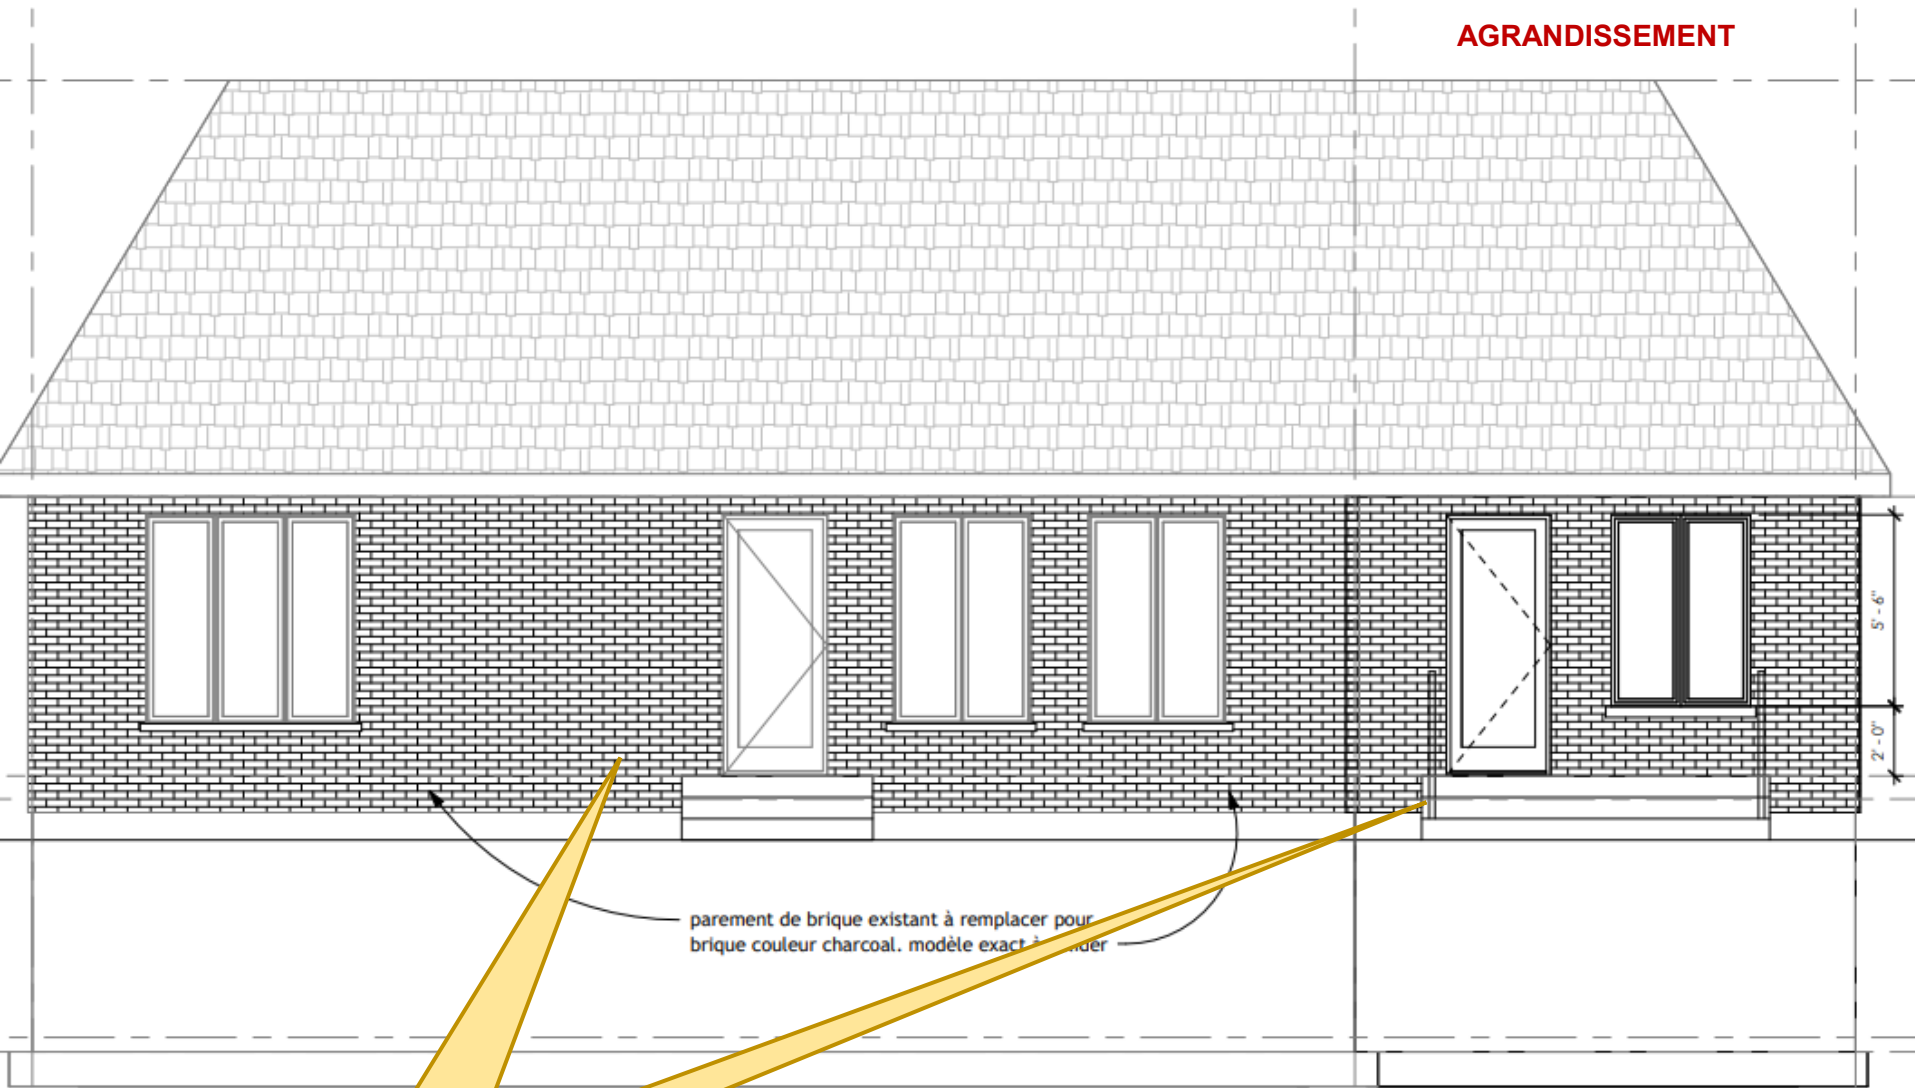 AGRANDISSEMENT
5' - 6"
2' - 0"
parement de brique existant à remplacer pour
brique couleur charcoal. modèle exact